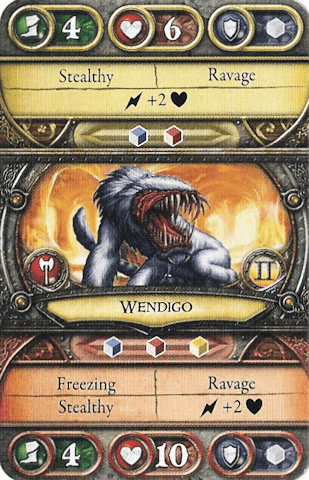 4 6
Stealthy Ravage
+2
II
WENDIGO
Freezing Ravage
Stealthy +2
4 10